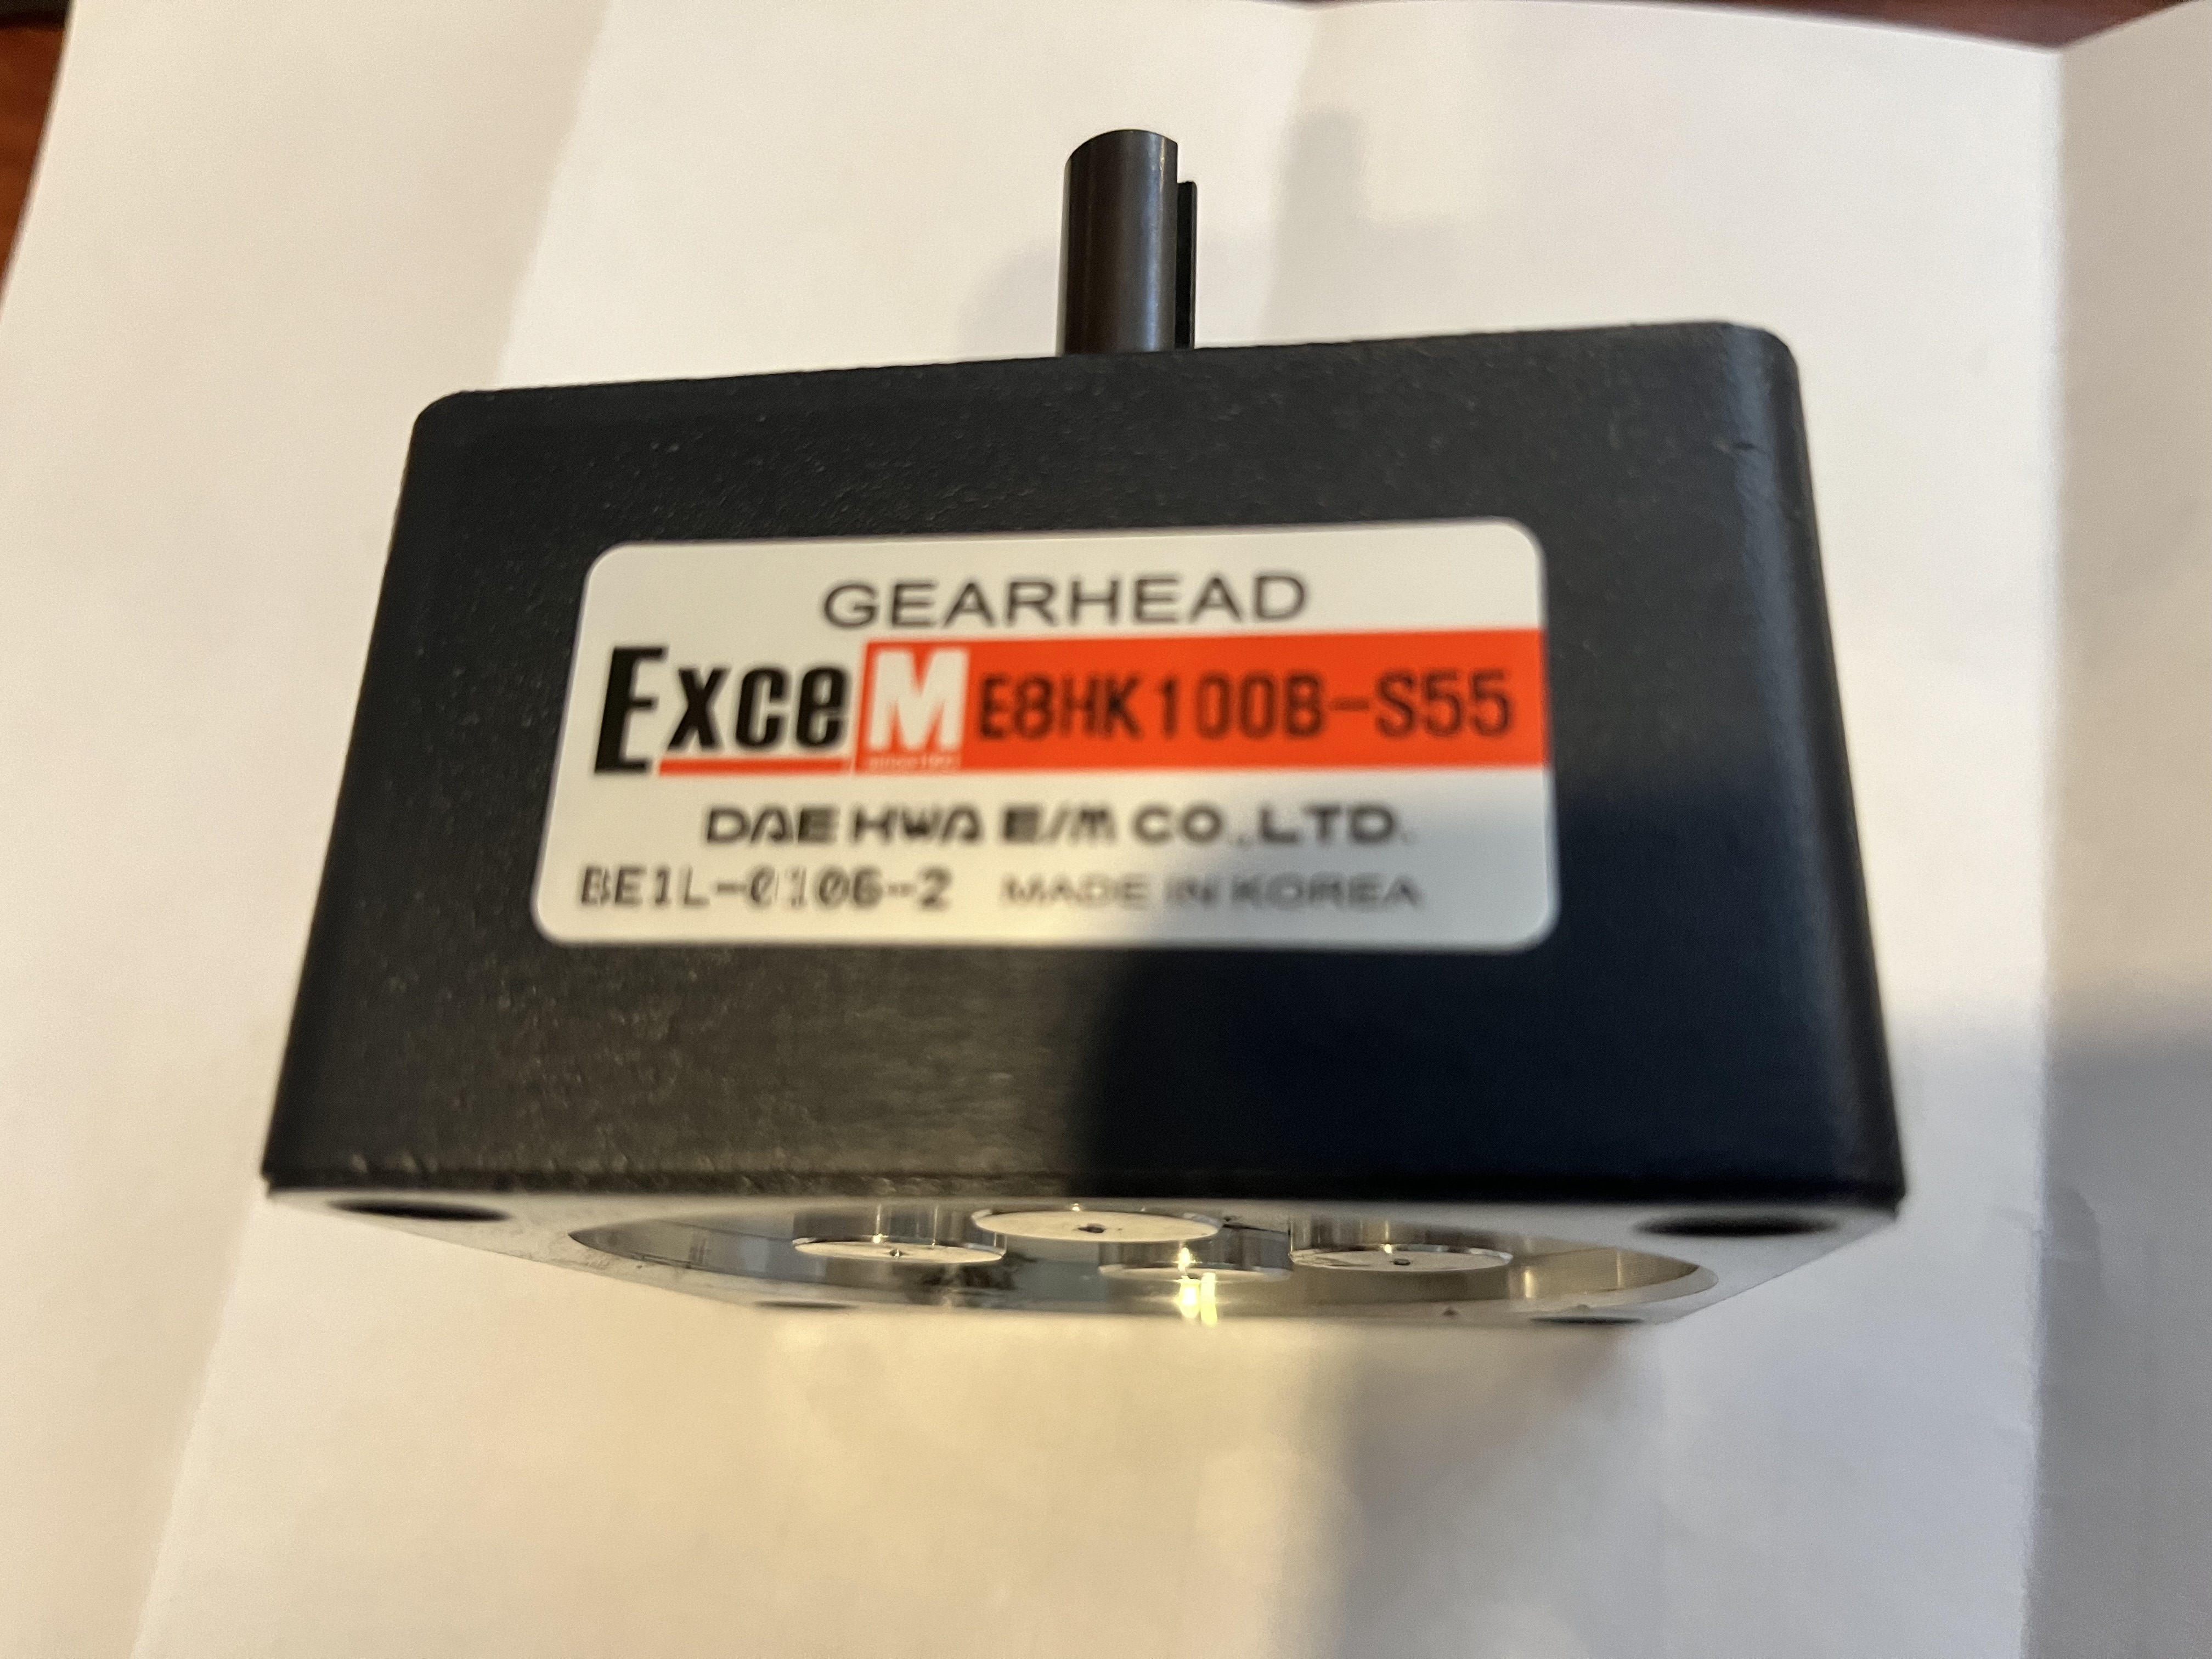 GEARHEAD
ExceM E8HK100B-S55
DAE HWA E/M CO.,LTD.
BE1L-0106-2 MADE IN KOREA